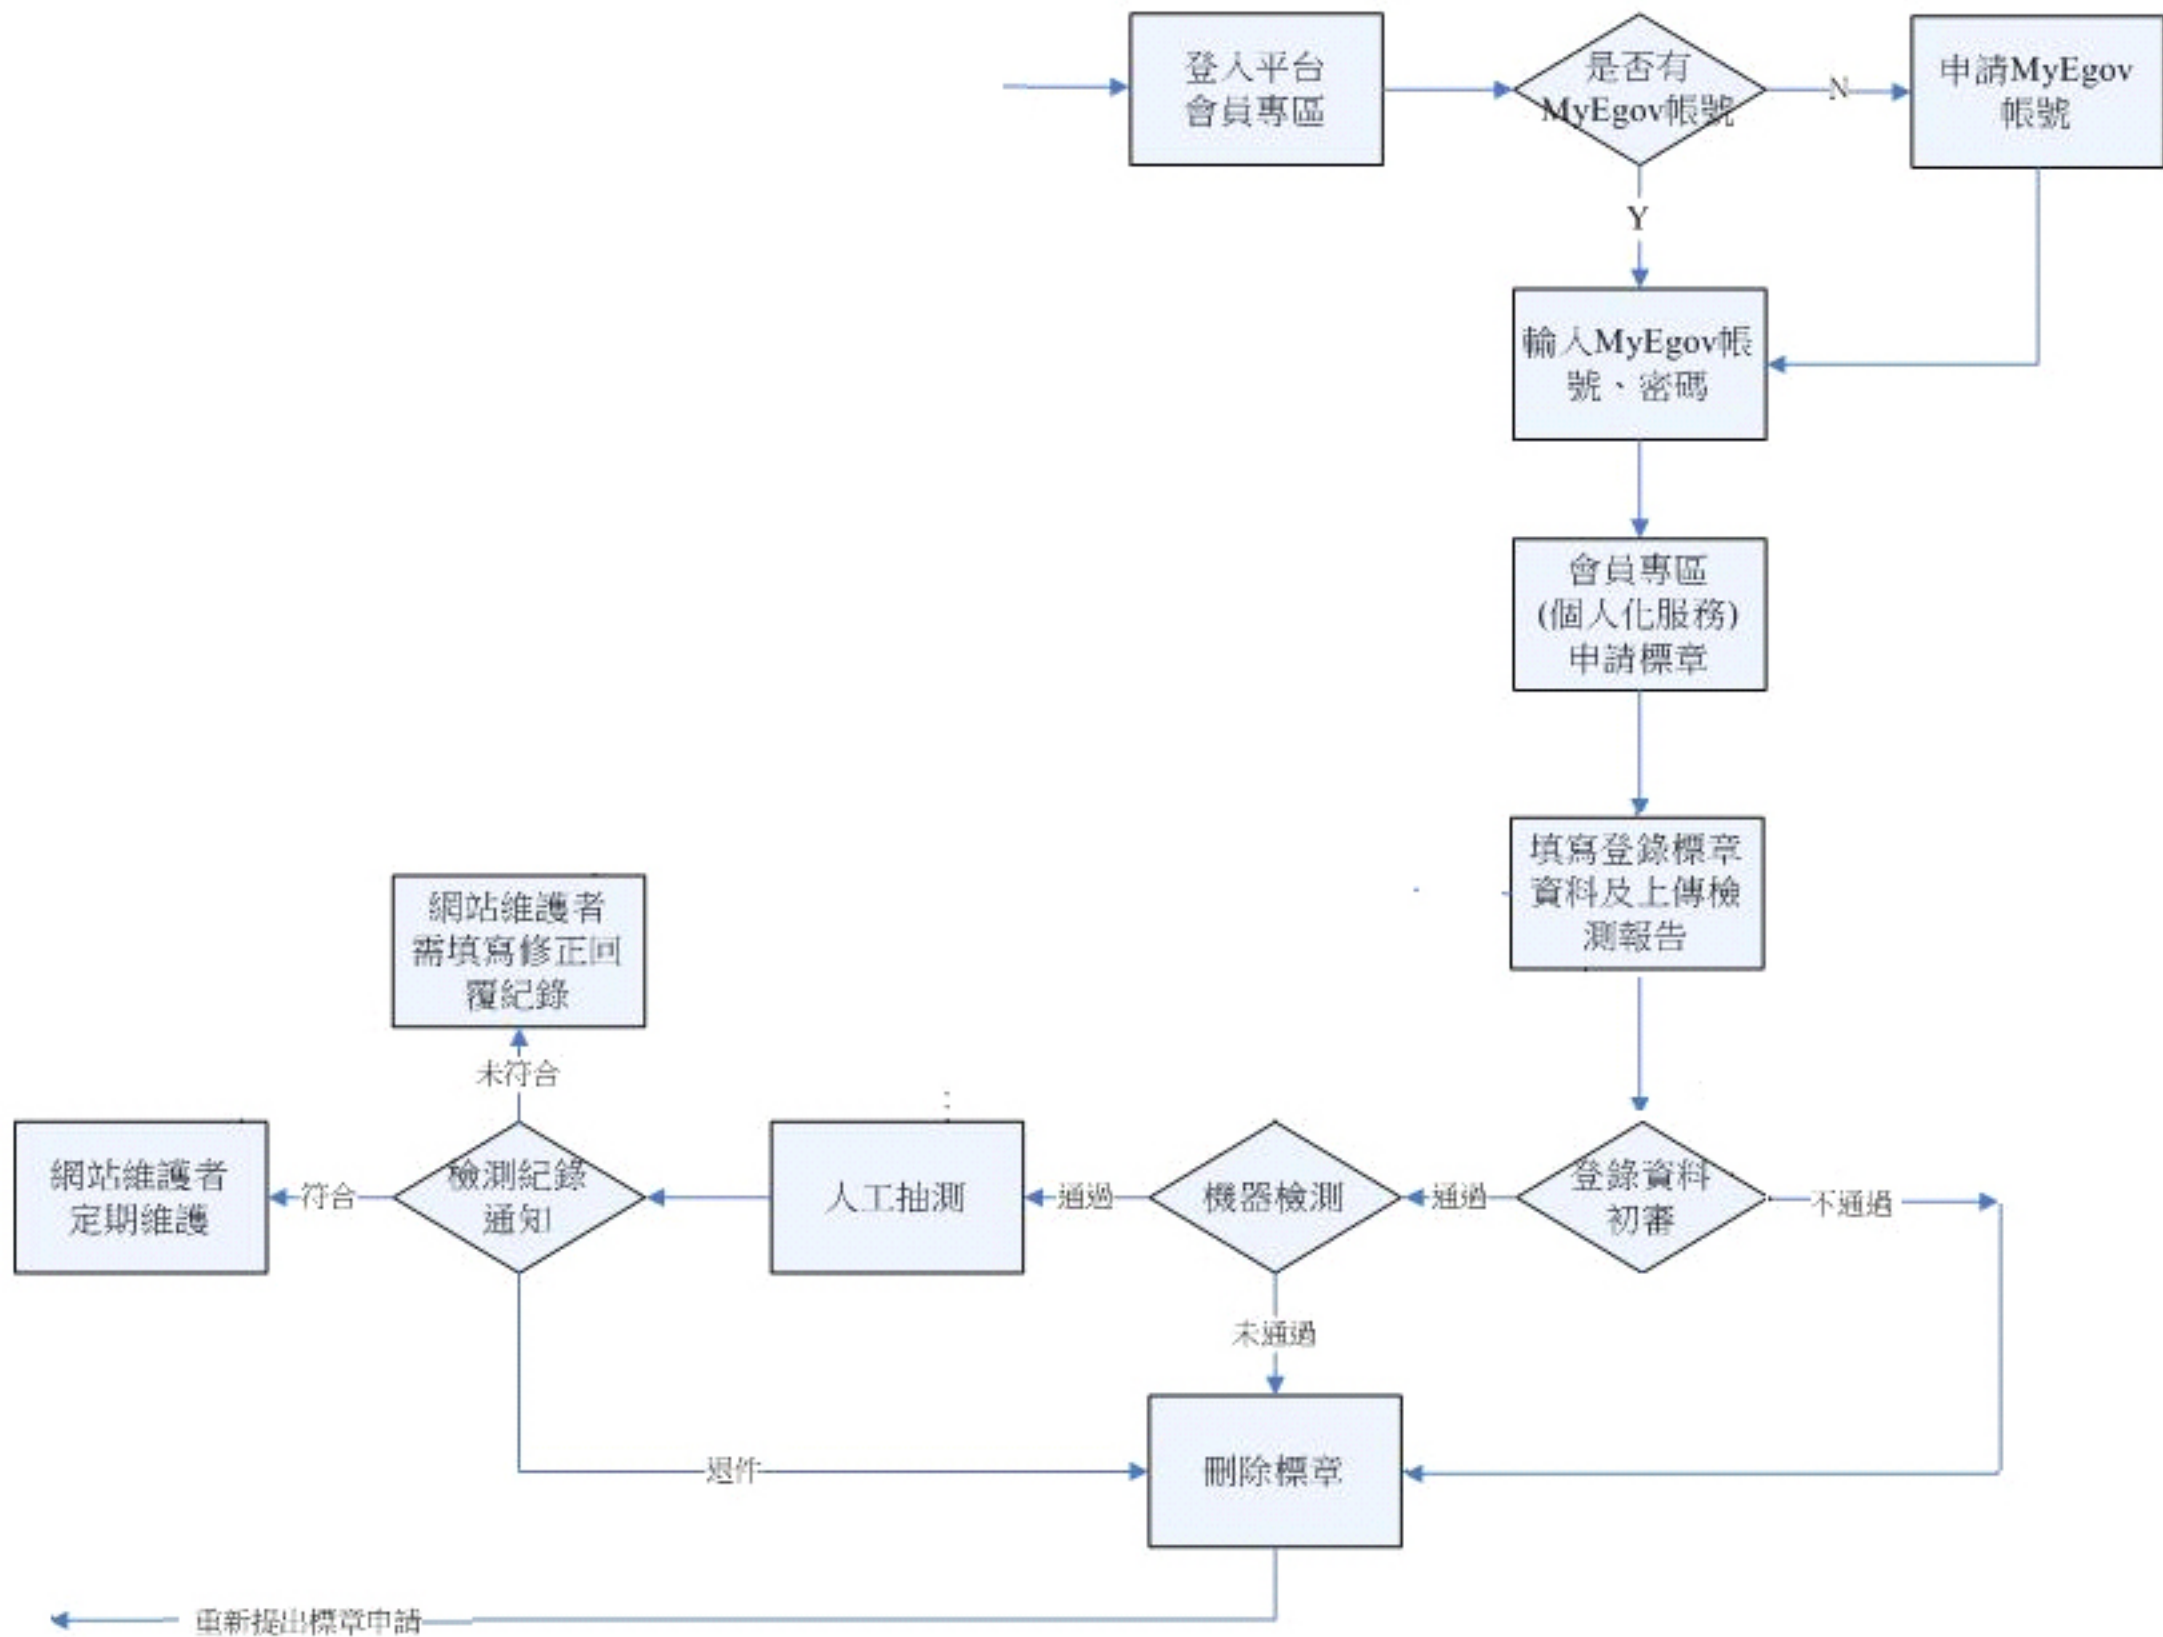 登入平台
會員專區
是否有
MyEgov帳號
N
申請MyEgov
帳號
Y
輸入MyEgov帳
號、密碼
會員專區
(個人化服務)
申請標章
填寫登錄標章
資料及上傳檢
測報告
網站維護者
需填寫修正回
覆紀錄
未符合
網站維護者
定期維護
符合
檢測紀錄
通知
人工抽測
通過
機器檢測
通過
登錄資料
初審
不通過
未通過
退件
刪除標章
重新提出標章申請